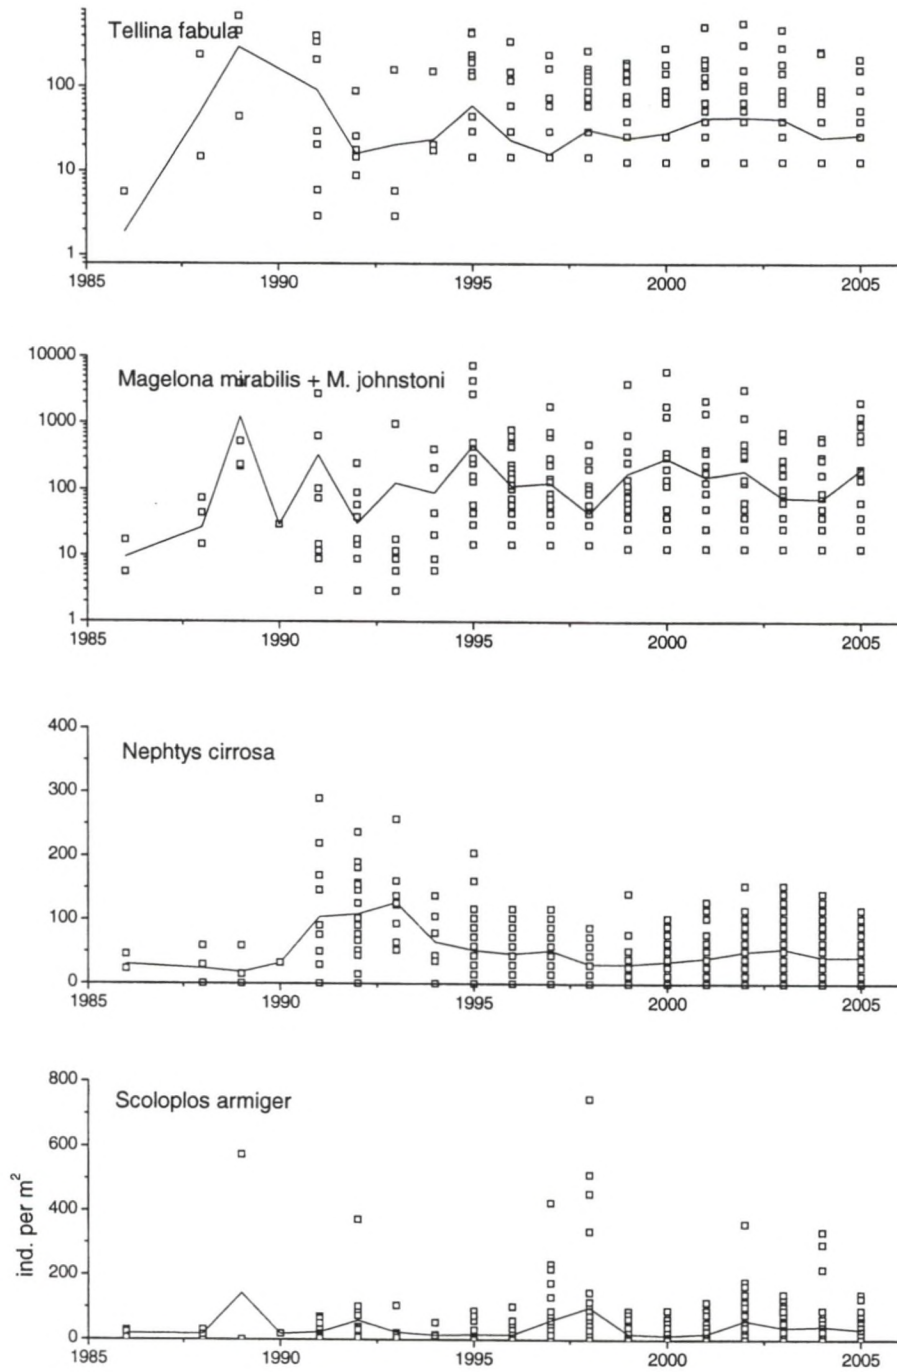 Tellina fabula
100
10
1
1985 1990 1995 2000 2005
10000
Magelona mirabilis + M. johnstoni
1000
100
10
1
1985 1990 1995 2000 2005
400
Nephtys cirrosa
300
200
100
0
1985 1990 1995 2000 2005
800
Scoloplos armiger
600
400
200
0
ind. per m²
1985 1990 1995 2000 2005